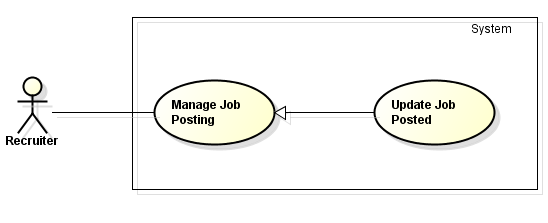 System
Manage Job
Posting
Update Job
Posted
Recruiter